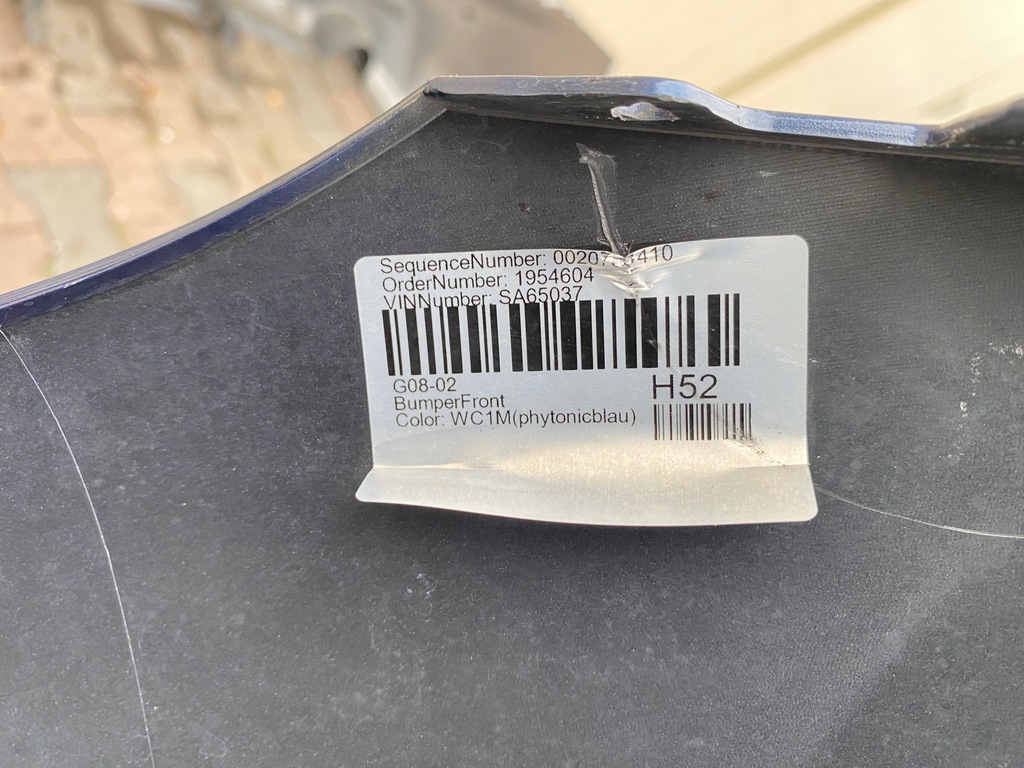 SequenceNumber:
OrderNumber: 1954604
VINNumber: SA65037
G08-02
H52
BumperFront
Color: WC1M(phytonicblau)